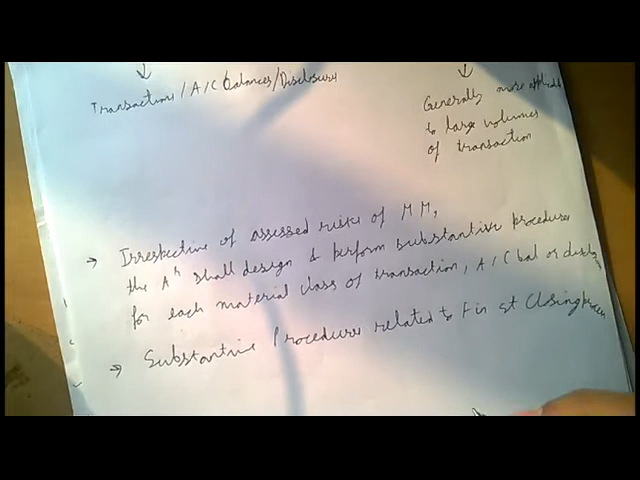 Transactions/A/C balances/Disclosures
Generally more applicable
to large volumes
of transaction
→ Irrespective of assessed risks of MM,
the Ar shall design & perform substantive procedures
for each material class of transaction, A/C bal or disclo
→ Substantive Procedures related to Fin st Closing process